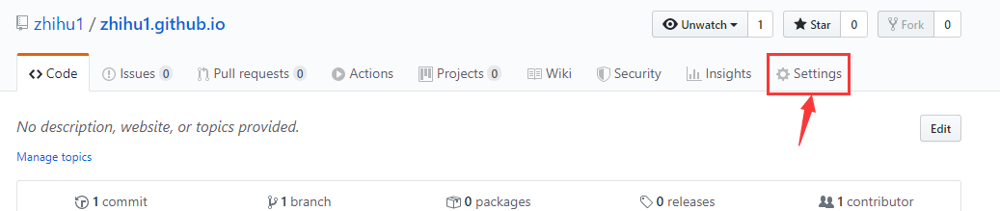 zhihu1 / zhihu1.github.io
Unwatch 1 Star 0 Fork 0
Code Issues 0 Pull requests 0 Actions Projects 0 Wiki Security Insights Settings
No description, website, or topics provided.
Edit
Manage topics
1 commit 1 branch 0 packages 0 releases 1 contributor